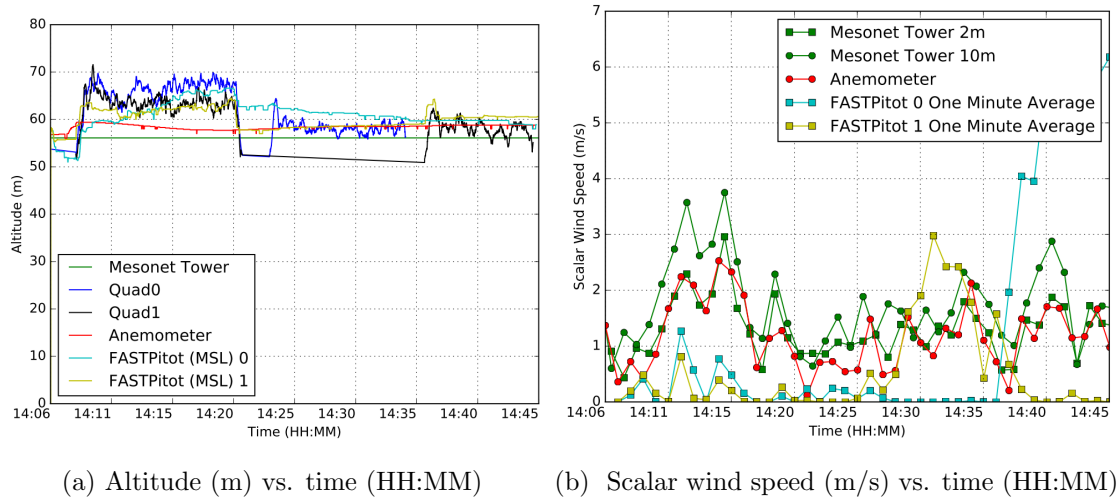 80
70
60
50
40
30
20
10
0
Altitude (m)
Mesonet Tower
Quad0
Quad1
Anemometer
FASTPitot (MSL) 0
FASTPitot (MSL) 1
14:06 14:11 14:15 14:20 14:25 14:30 14:35 14:40 14:45
Time (HH:MM)
7
6
5
4
3
2
1
0
Scalar Wind Speed (m/s)
Mesonet Tower 2m
Mesonet Tower 10m
Anemometer
FASTPitot 0 One Minute Average
FASTPitot 1 One Minute Average
14:06 14:11 14:15 14:20 14:25 14:30 14:35 14:40 14:45
Time (HH:MM)
(a) Altitude (m) vs. time (HH:MM)
(b) Scalar wind speed (m/s) vs. time (HH:MM)